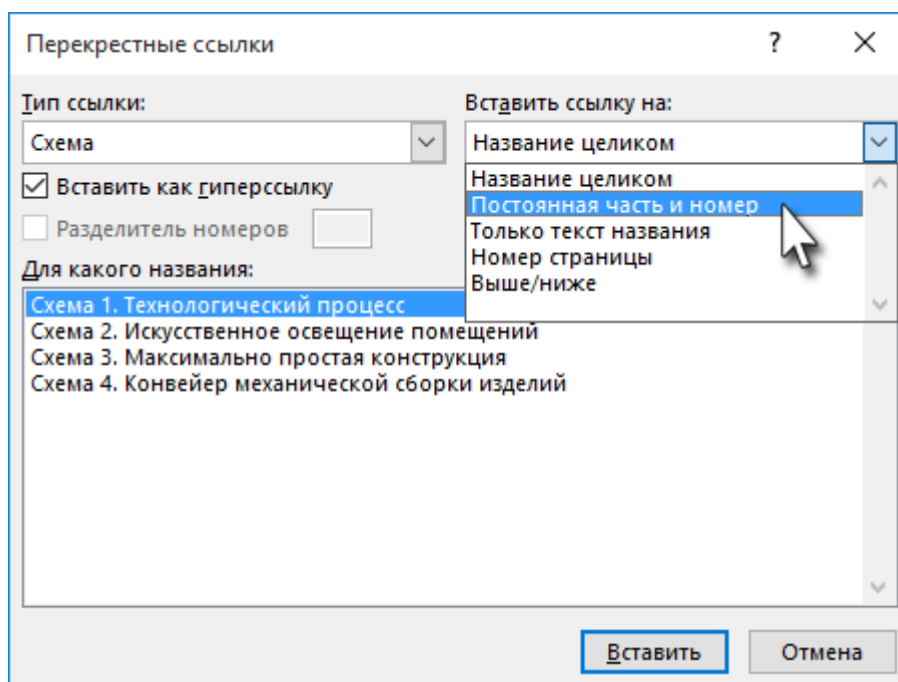 Перекрестные ссылки ?
Тип ссылки: Вставить ссылку на:
Схема Название целиком
Вставить как гиперссылку Название целиком
Постоянная часть и номер
Разделитель номеров Только текст названия
Номер страницы
Для какого названия: Выше/ниже
Схема 1. Технологический процесс
Схема 2. Искусственное освещение помещений
Схема 3. Максимально простая конструкция
Схема 4. Конвейер механической сборки изделий
Вставить Отмена